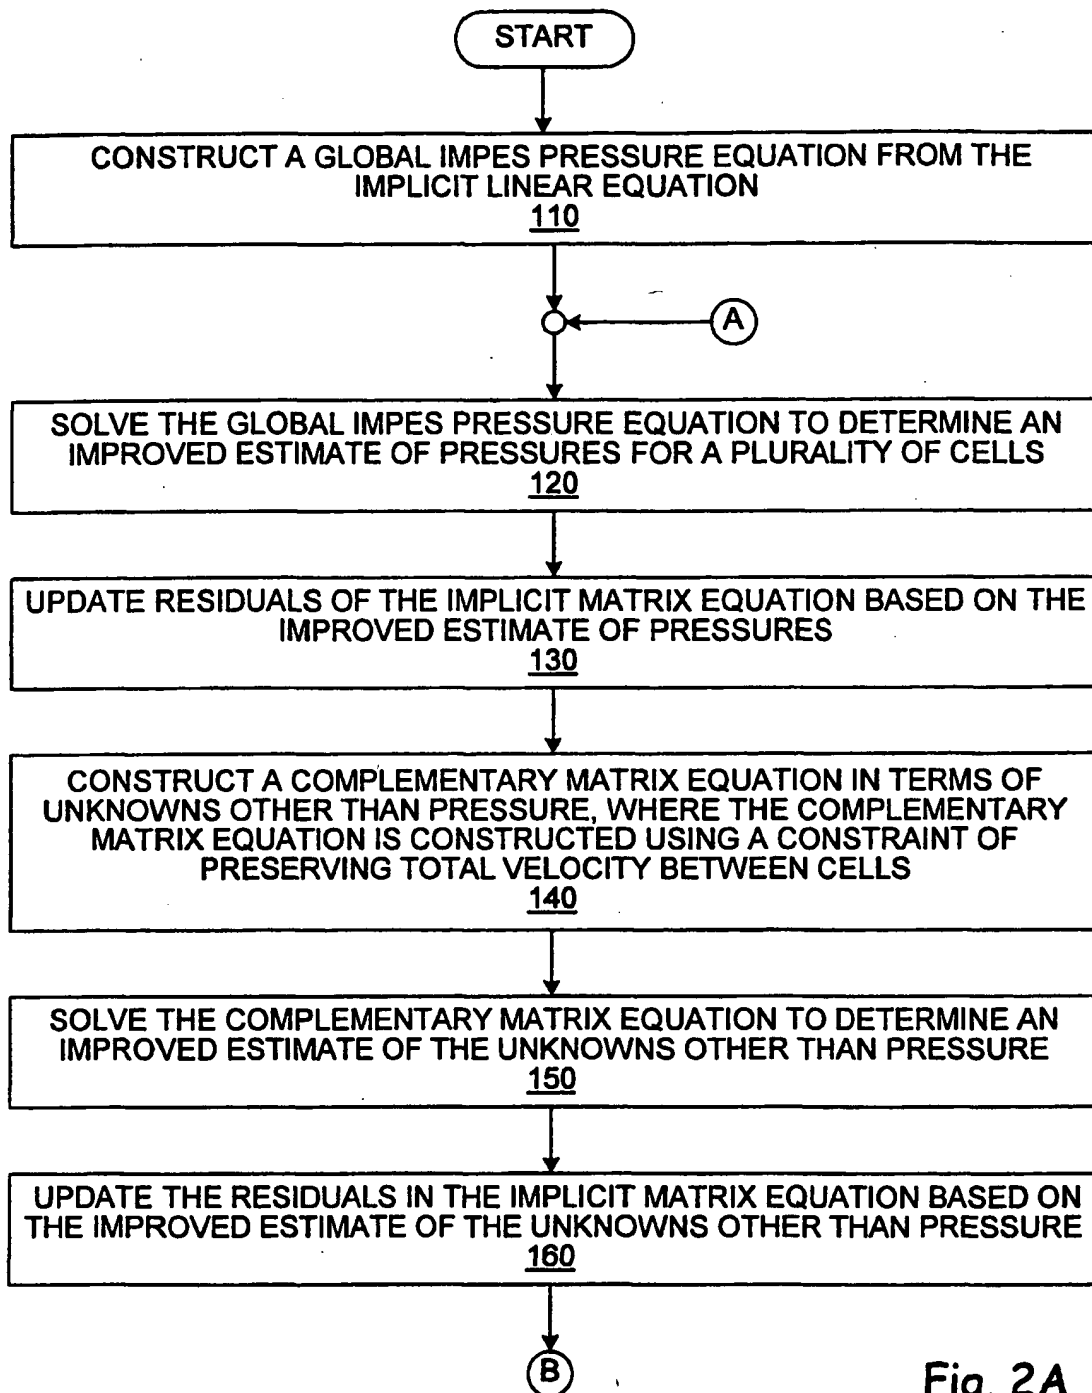 START
CONSTRUCT A GLOBAL IMPES PRESSURE EQUATION FROM THE
IMPLICIT LINEAR EQUATION
110
A
SOLVE THE GLOBAL IMPES PRESSURE EQUATION TO DETERMINE AN
IMPROVED ESTIMATE OF PRESSURES FOR A PLURALITY OF CELLS
120
UPDATE RESIDUALS OF THE IMPLICIT MATRIX EQUATION BASED ON THE
IMPROVED ESTIMATE OF PRESSURES
130
CONSTRUCT A COMPLEMENTARY MATRIX EQUATION IN TERMS OF
UNKNOWNS OTHER THAN PRESSURE, WHERE THE COMPLEMENTARY
MATRIX EQUATION IS CONSTRUCTED USING A CONSTRAINT OF
PRESERVING TOTAL VELOCITY BETWEEN CELLS
140
SOLVE THE COMPLEMENTARY MATRIX EQUATION TO DETERMINE AN
IMPROVED ESTIMATE OF THE UNKNOWNS OTHER THAN PRESSURE
150
UPDATE THE RESIDUALS IN THE IMPLICIT MATRIX EQUATION BASED ON
THE IMPROVED ESTIMATE OF THE UNKNOWNS OTHER THAN PRESSURE
160
B
Fig. 2A